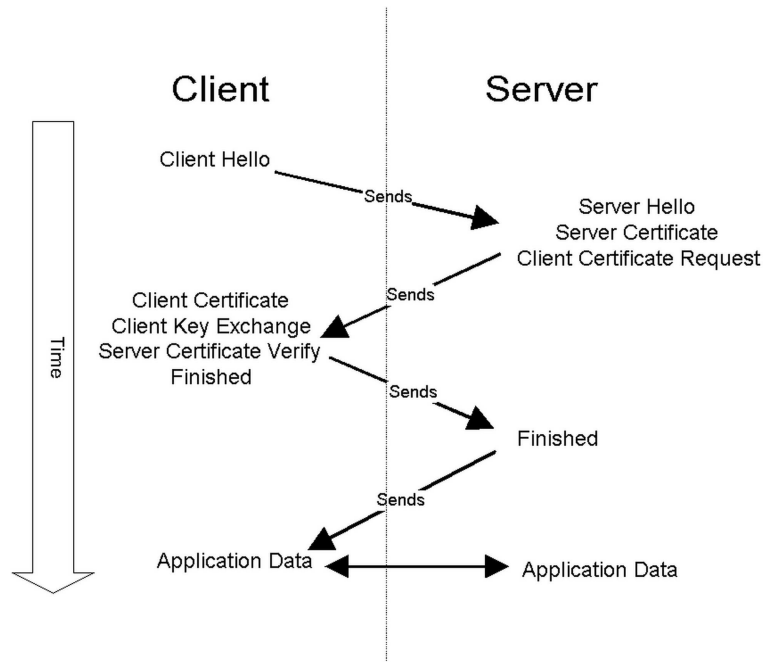 Client
Server
Client Hello
Sends
Server Hello
Server Certificate
Client Certificate Request
Sends
Client Certificate
Client Key Exchange
Server Certificate Verify
Finished
Time
Sends
Finished
Sends
Application Data
Application Data